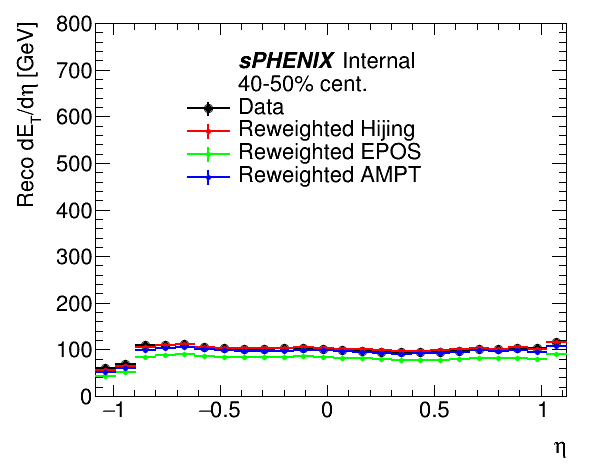 Reco dE_T/dη [GeV]
800
700
600
500
400
300
200
100
0
sPHENIX Internal
40-50% cent.
Data
Reweighted Hijing
Reweighted EPOS
Reweighted AMPT
−1 −0.5 0 0.5 1
η